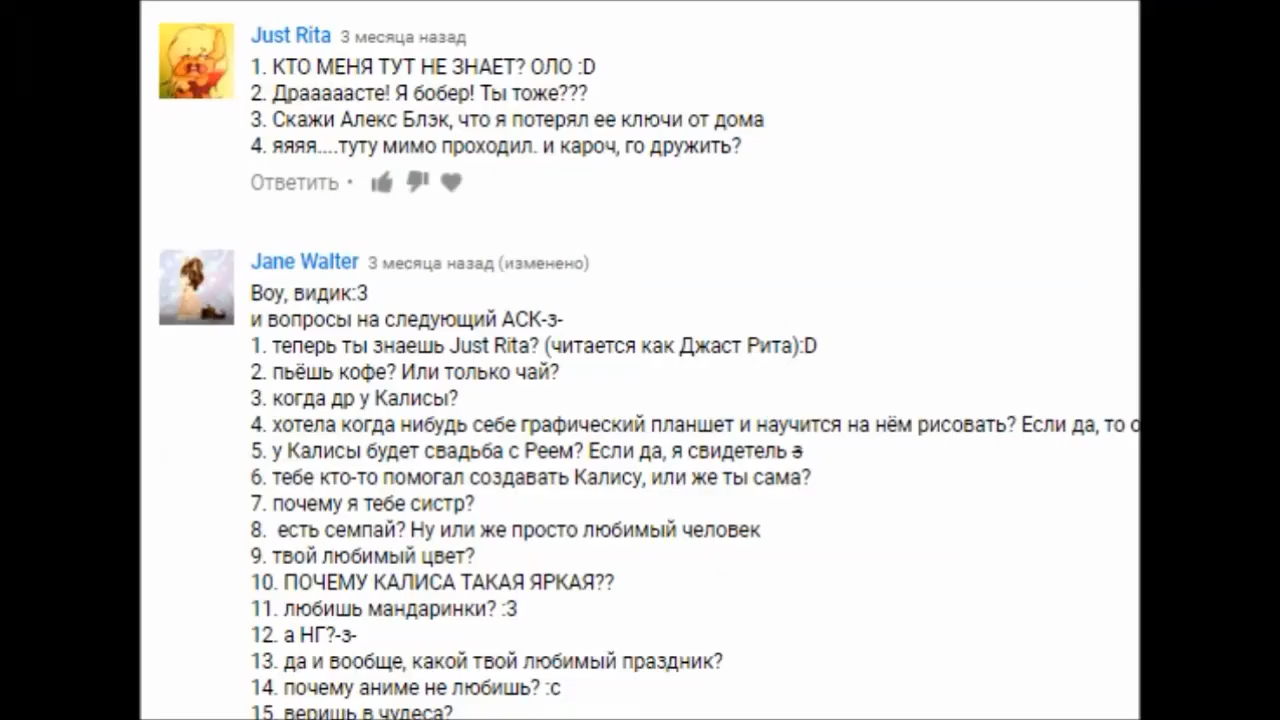 Just Rita 3 месяца назад
1. КТО МЕНЯ ТУТ НЕ ЗНАЕТ? ОЛО :D
2. Драаааасте! Я бобер! Ты тоже???
3. Скажи Алекс Блэк, что я потерял ее ключи от дома
4. яяяя....туту мимо проходил. и кароч, го дружить?
Ответить •
Jane Walter 3 месяца назад (изменено)
Воу, видик:3
и вопросы на следующий АСК-з-
1. теперь ты знаешь Just Rita? (читается как Джаст Рита):D
2. пьёшь кофе? Или только чай?
3. когда др у Калисы?
4. хотела когда нибудь себе графический планшет и научится на нём рисовать? Если да, то
5. у Калисы будет свадьба с Реем? Если да, я свидетель з
6. тебе кто-то помогал создавать Калису, или же ты сама?
7. почему я тебе систр?
8. есть семпай? Ну или же просто любимый человек
9. твой любимый цвет?
10. ПОЧЕМУ КАЛИСА ТАКАЯ ЯРКАЯ??
11. любишь мандаринки? :3
12. а НГ?-з-
13. да и вообще, какой твой любимый праздник?
14. почему аниме не любишь? :с
15. веришь в чудеса?